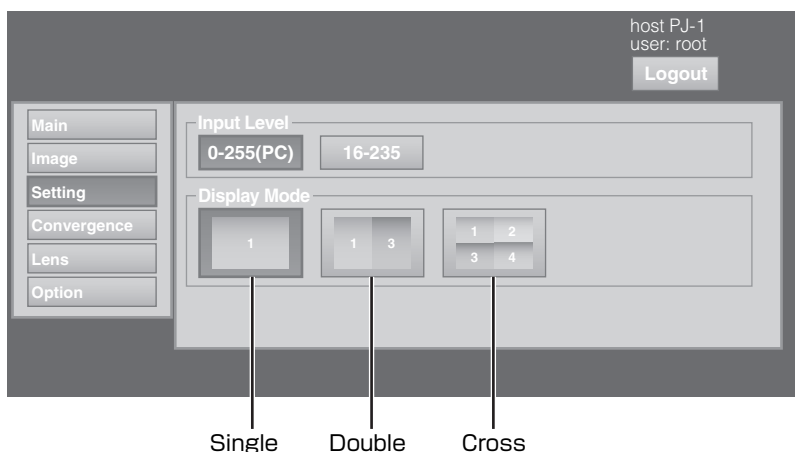 host PJ-1
user: root
Logout
Main
Image
Setting
Convergence
Lens
Option
Input Level
0-255(PC)
16-235
Display Mode
1
1 3
1 2
3 4
Single
Double
Cross